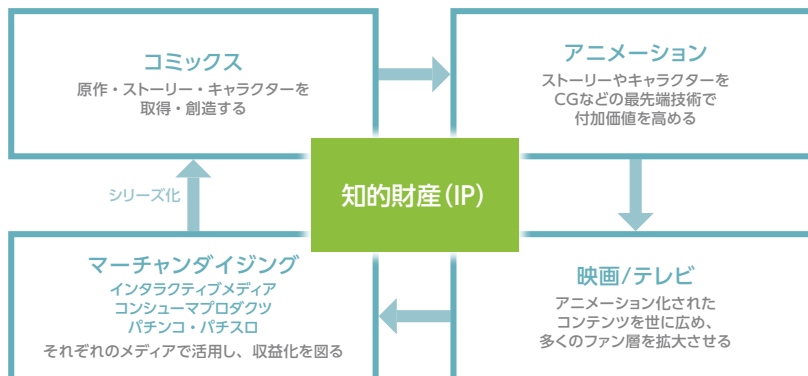 コミックス
原作・ストーリー・キャラクターを
取得・創造する
アニメーション
ストーリーやキャラクターを
CGなどの最先端技術で
付加価値を高める
知的財産(IP)
シリーズ化
マーチャンダイジング
インタラクティブメディア
コンシューマプロダクツ
パチンコ・パチスロ
それぞれのメディアで活用し、収益化を図る
映画/テレビ
アニメーション化された
コンテンツを世に広め、
多くのファン層を拡大させる